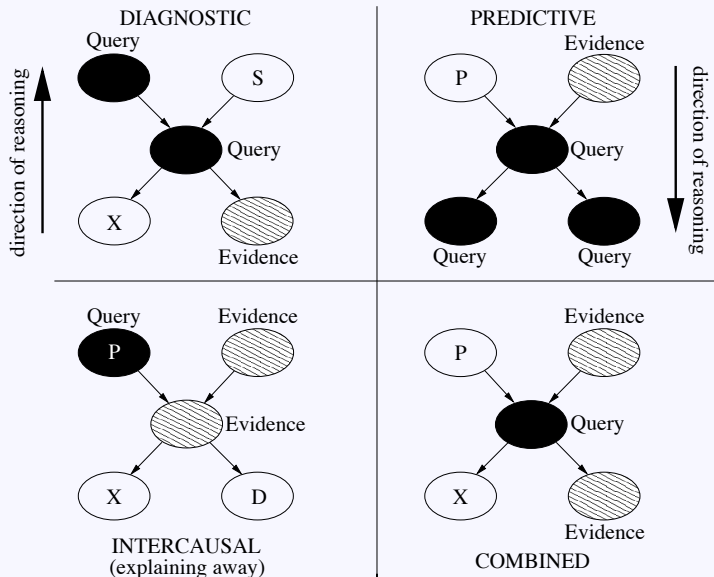 DIAGNOSTIC
Query
S
Query
X
Evidence
direction of reasoning
PREDICTIVE
Evidence
P
Query
Query
Query
direction of reasoning
Query
Evidence
P
Evidence
X
D
INTERCAUSAL
(explaining away)
Evidence
P
Query
X
Evidence
COMBINED